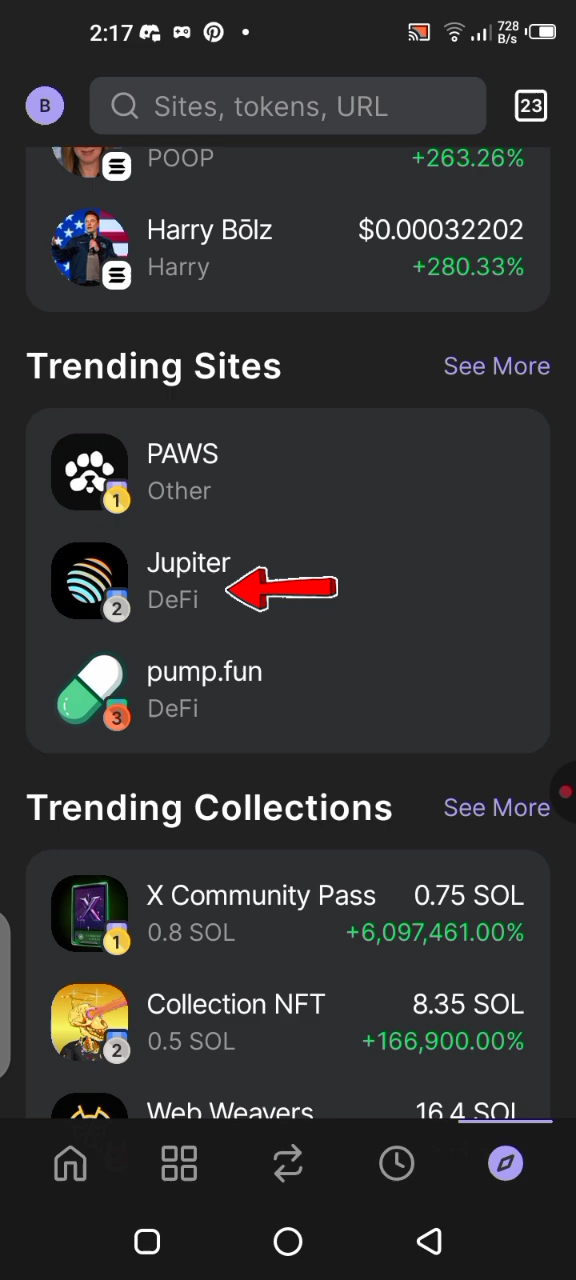 2:17
728
B/s
B
Sites, tokens, URL
23
POOP +263.26%
Harry Bōlz $0.00032202
Harry +280.33%
Trending Sites See More
PAWS
1
Other
Jupiter
2
DeFi
pump.fun
3
DeFi
Trending Collections See More
X Community Pass 0.75 SOL
1
0.8 SOL +6,097,461.00%
Collection NFT 8.35 SOL
2
0.5 SOL +166,900.00%
Web Weavers 16.4 SOL